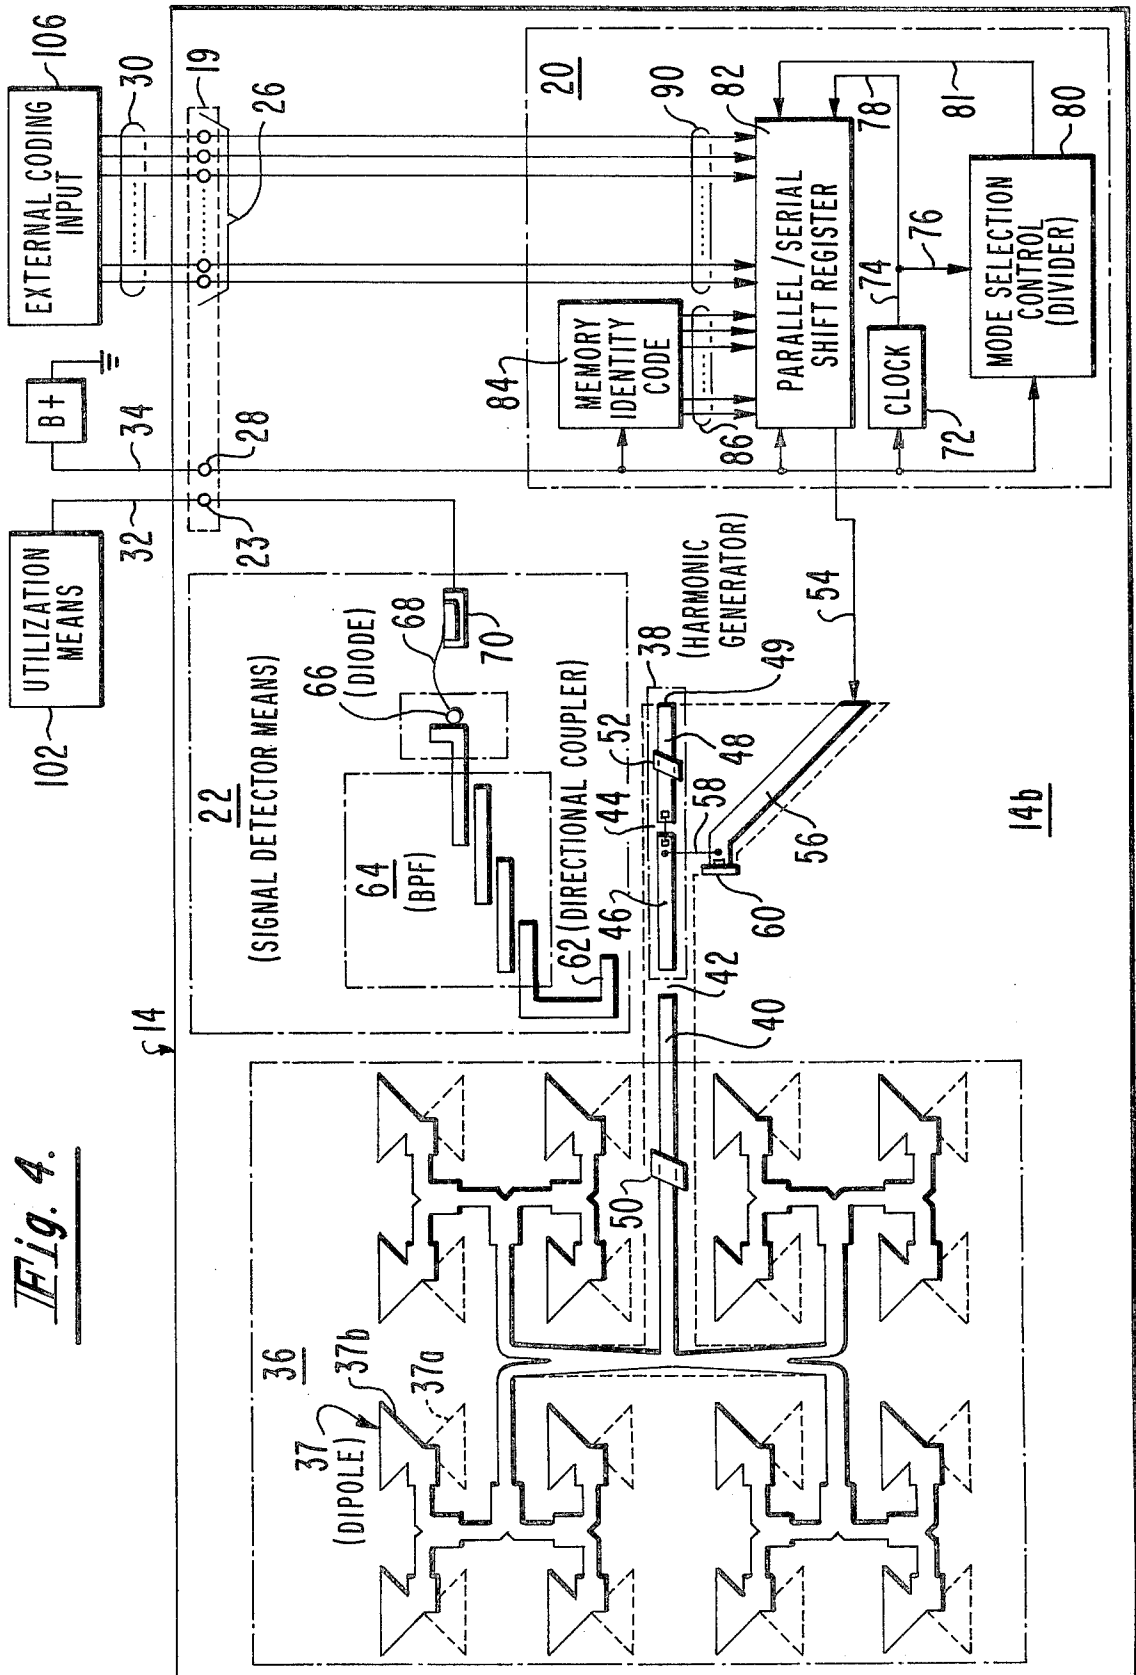 Fig. 4.
14
UTILIZATION
MEANS
102
32
B+
34
EXTERNAL CODING
INPUT
106
30
19
26
28
23
22
(SIGNAL DETECTOR MEANS)
66
(DIODE)
68
70
64
(BPF)
62 (DIRECTIONAL COUPLER)
36
37
(DIPOLE)
37b
37a
50
40
42
46
44
52
48
49
38
(HARMONIC
GENERATOR)
58
60
56
54
14b
20
84
MEMORY
IDENTITY
CODE
86
90
82
PARALLEL/SERIAL
SHIFT REGISTER
CLOCK
72
74
76
78
81
MODE SELECTION
CONTROL
(DIVIDER)
80